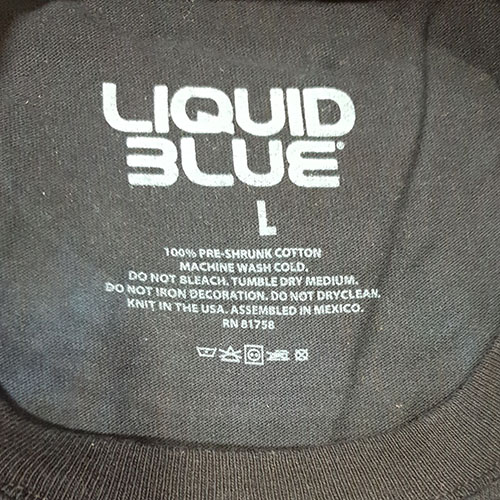 LIQUID
BLUE®
L
100% PRE-SHRUNK COTTON
MACHINE WASH COLD.
DO NOT BLEACH. TUMBLE DRY MEDIUM.
DO NOT IRON DECORATION. DO NOT DRYCLEAN.
KNIT IN THE USA. ASSEMBLED IN MEXICO.
RN 81758